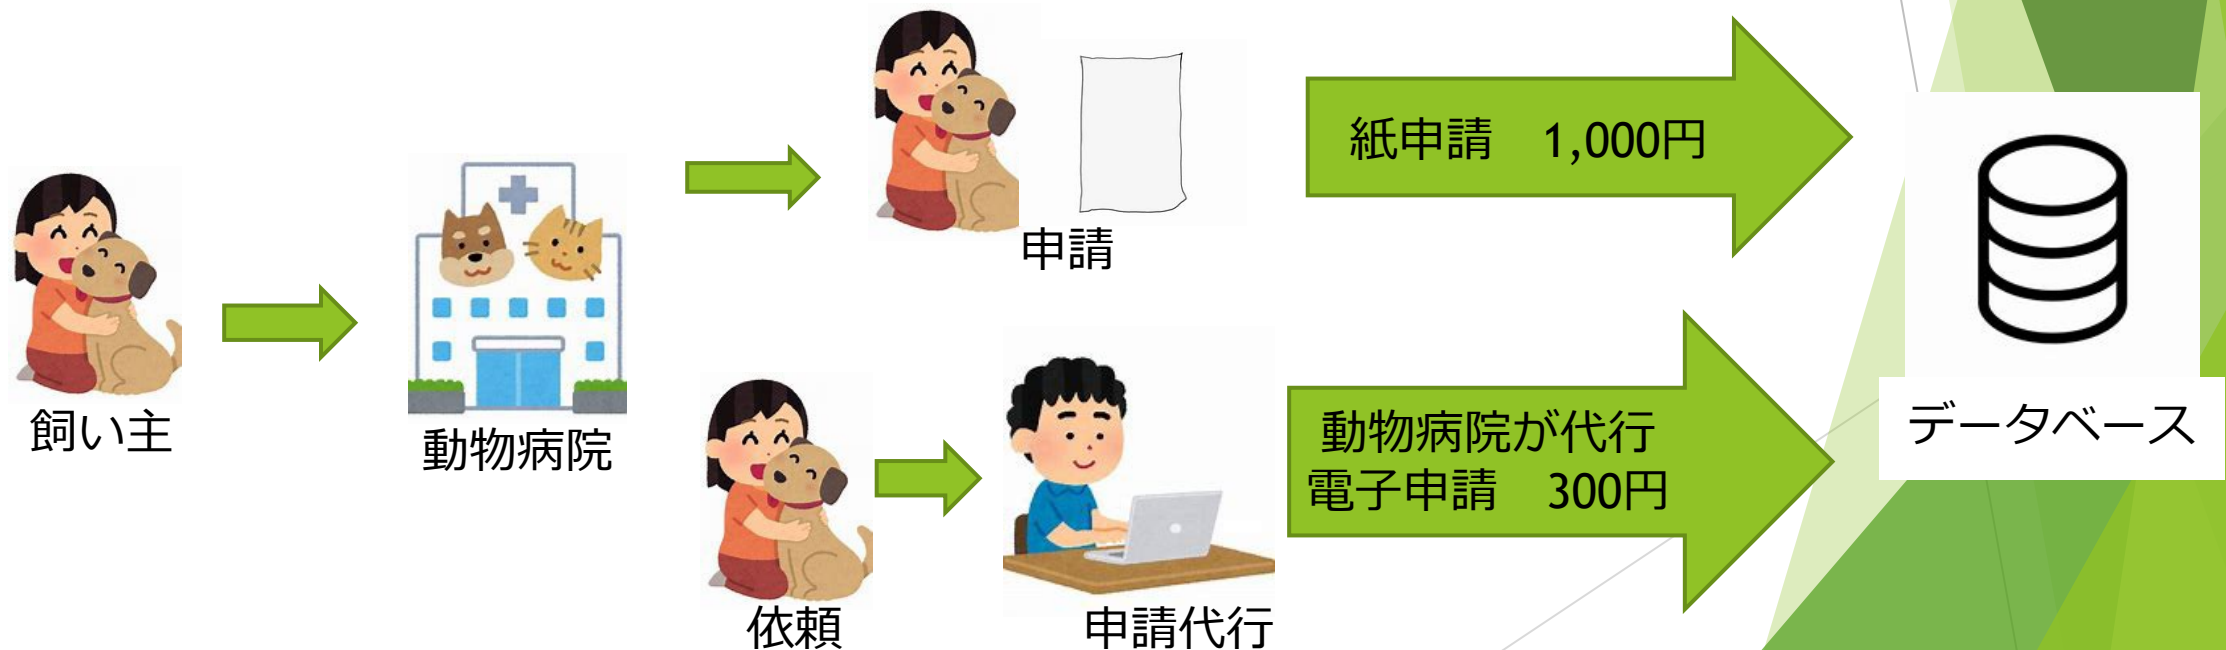 飼い主
動物病院
申請
紙申請　1,000円
依頼
申請代行
動物病院が代行
電子申請　300円
データベース